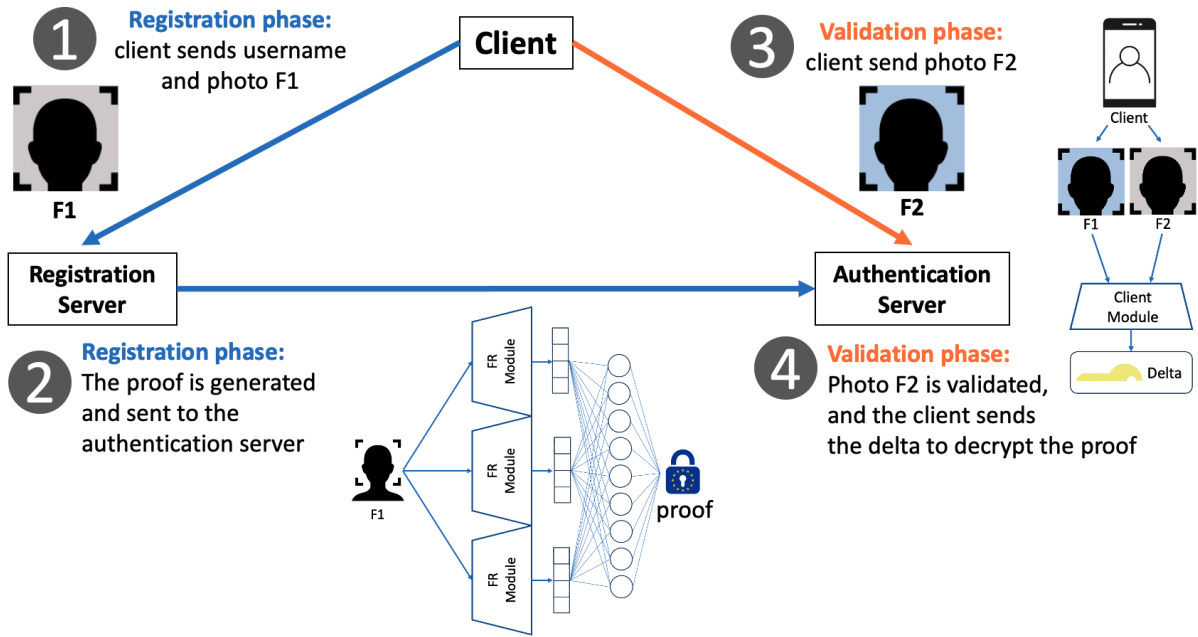 1
Registration phase:
client sends username
and photo F1
F1
Client
3
Validation phase:
client send photo F2
F2
Registration
Server
Authentication
Server
2
Registration phase:
The proof is generated
and sent to the
authentication server
F1
FR
Module
FR
Module
FR
Module
proof
4
Validation phase:
Photo F2 is validated,
and the client sends
the delta to decrypt the proof
Client
F1
F2
Client
Module
Delta